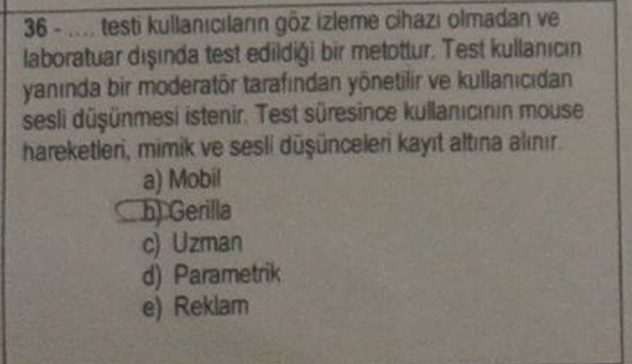 36 - .... testi kullanıcıların göz izleme cihazı olmadan ve
laboratuar dışında test edildiği bir metottur. Test kullanıcın
yanında bir moderatör tarafından yönetilir ve kullanıcıdan
sesli düşünmesi istenir. Test süresince kullanıcının mouse
hareketleri, mimik ve sesli düşünceleri kayıt altına alınır.
a) Mobil
b) Gerilla
c) Uzman
d) Parametrik
e) Reklam